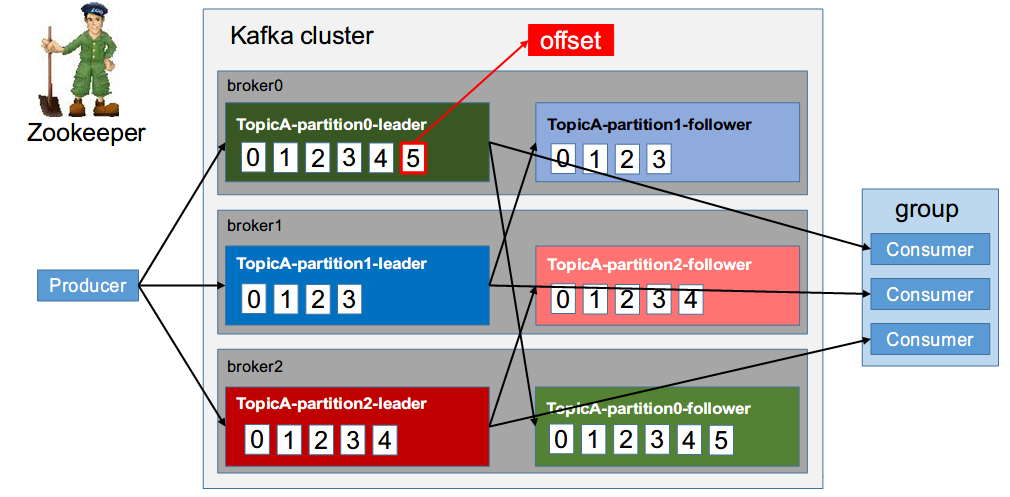 ZOO
Zookeeper
Kafka cluster
offset
broker0
TopicA-partition0-leader
0 1 2 3 4 5
TopicA-partition1-follower
0 1 2 3
broker1
TopicA-partition1-leader
0 1 2 3
TopicA-partition2-follower
0 1 2 3 4
broker2
TopicA-partition2-leader
0 1 2 3 4
TopicA-partition0-follower
0 1 2 3 4 5
Producer
group
Consumer
Consumer
Consumer